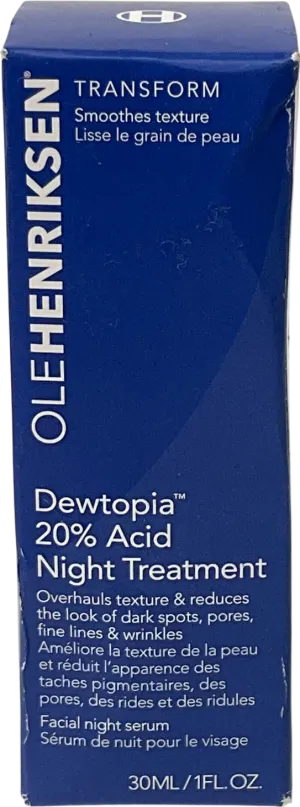 TRANSFORM
Smoothes texture
Lisse le grain de peau
OLEHENRIKSEN®
Dewtopia™
20% Acid
Night Treatment
Overhauls texture & reduces
the look of dark spots, pores,
fine lines & wrinkles
Améliore la texture de la peau
et réduit l'apparence des
taches pigmentaires, des
pores, des rides et des ridules
Facial night serum
Sérum de nuit pour le visage
30ML/1FL.OZ.